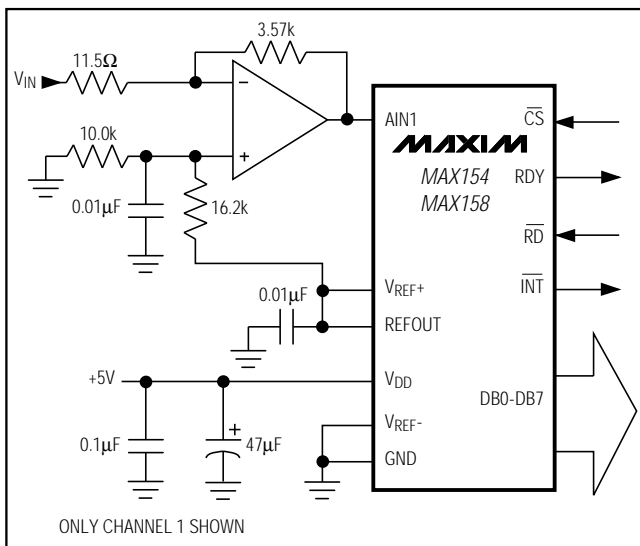 3.57k
11.5Ω
VIN
−
+
10.0k
0.01µF
16.2k
AIN1
MAXIM
MAX154
MAX158
CS
RDY
RD
INT
0.01µF
VREF+
REFOUT
+5V
VDD
DB0-DB7
VREF-
0.1µF
+
47µF
GND
ONLY CHANNEL 1 SHOWN